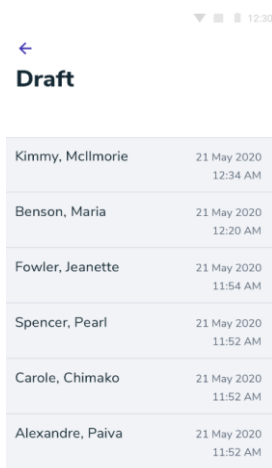 12:30
Draft
Kimmy, McIlmorie 21 May 2020
12:34 AM
Benson, Maria 21 May 2020
12:20 AM
Fowler, Jeanette 21 May 2020
11:54 AM
Spencer, Pearl 21 May 2020
11:52 AM
Carole, Chimako 21 May 2020
11:52 AM
Alexandre, Paiva 21 May 2020
11:52 AM